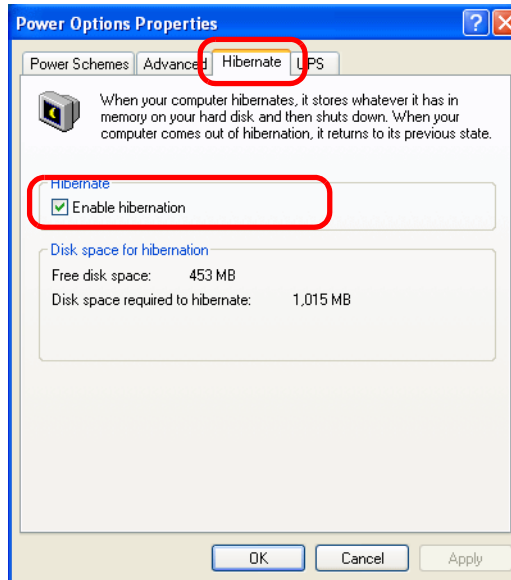 Power Options Properties
Power Schemes Advanced Hibernate UPS
When your computer hibernates, it stores whatever it has in
memory on your hard disk and then shuts down. When your
computer comes out of hibernation, it returns to its previous state.
Hibernate
Enable hibernation
Disk space for hibernation
Free disk space: 453 MB
Disk space required to hibernate: 1,015 MB
OK Cancel Apply